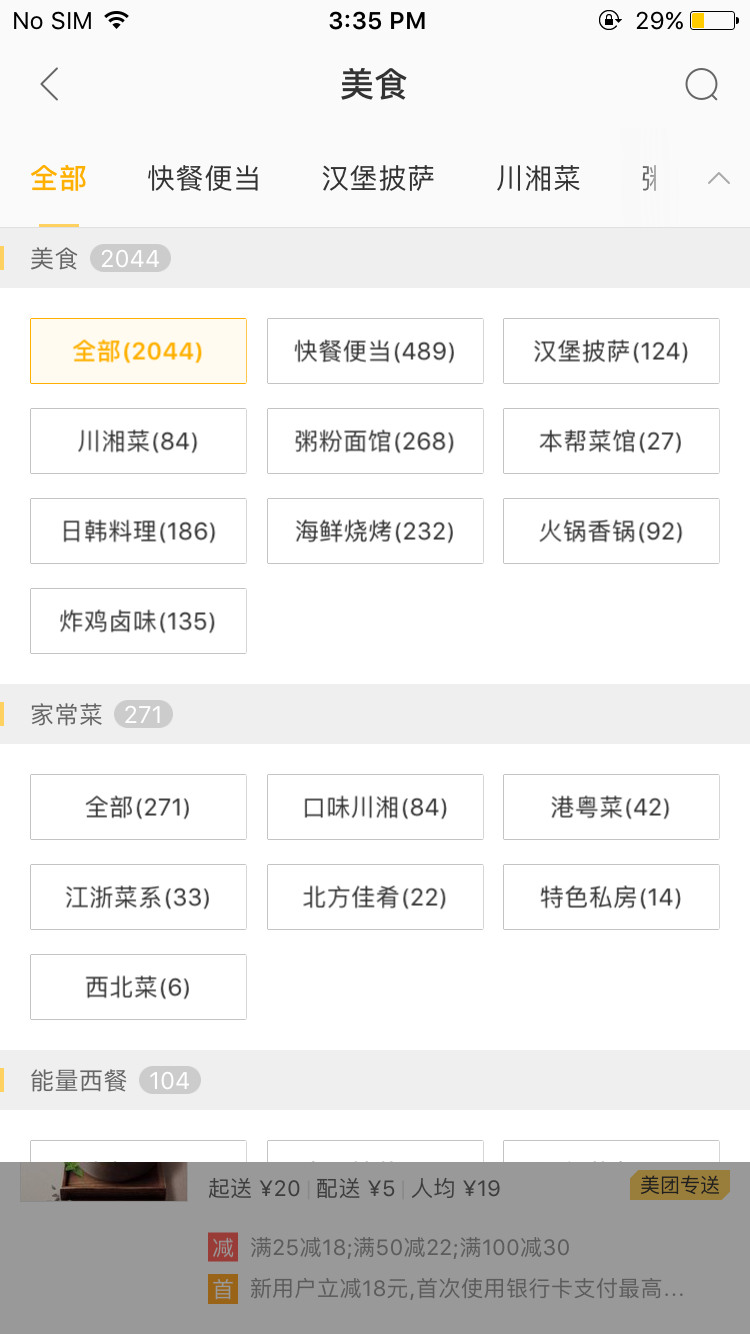 No SIM 3:35 PM 29%
美食
全部 快餐便当 汉堡披萨 川湘菜
美食 2044
全部(2044) 快餐便当(489) 汉堡披萨(124)
川湘菜(84) 粥粉面馆(268) 本帮菜馆(27)
日韩料理(186) 海鲜烧烤(232) 火锅香锅(92)
炸鸡卤味(135)
家常菜 271
全部(271) 口味川湘(84) 港粤菜(42)
江浙菜系(33) 北方佳肴(22) 特色私房(14)
西北菜(6)
能量西餐 104
起送 ¥20 配送 ¥5 人均 ¥19 美团专送
减 满25减18;满50减22;满100减30
首 新用户立减18元,首次使用银行卡支付最高...